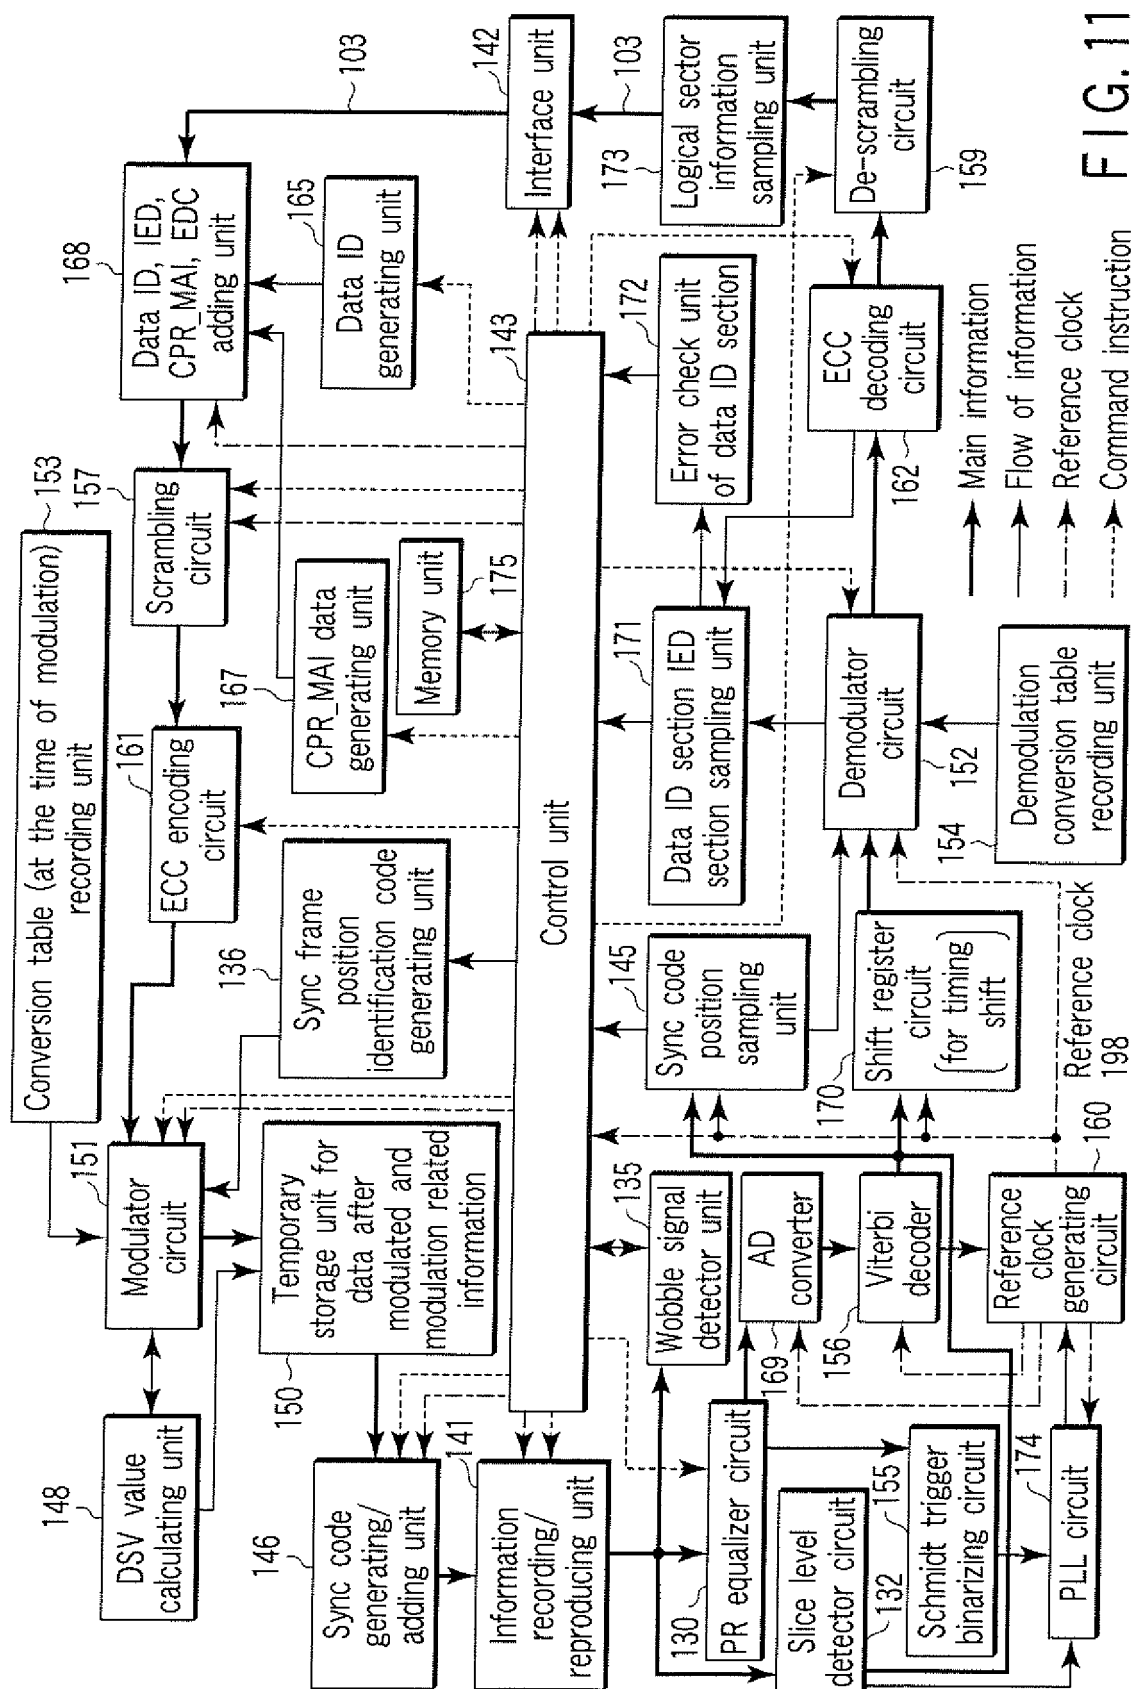 103
142
Interface unit
103
173
Logical sector
information
sampling unit
De-scrambling
circuit
159
FIG. 11
168
Data ID, IED,
CPR_MAI, EDC
adding unit
165
Data ID
generating unit
143
172
Error check unit
of data ID section
ECC
decoding
circuit
162
153
Conversion table (at the time of modulation)
recording unit
157
Scrambling
circuit
167
CPR_MAI data
generating unit
Memory unit
175
171
Data ID section IED
section sampling unit
Demodulator
circuit
152
154
Demodulation
conversion table
recording unit
Main information
Flow of information
Reference clock
Command instruction
161
ECC encoding
circuit
136
Sync frame
position
identification code
generating unit
Control unit
145
Sync code
position
sampling
unit
170
Shift register
circuit
(for timing
shift)
Reference clock
198
151
Modulator
circuit
150
Temporary
storage unit for
data after
modulated and
modulation related
information
135
Wobble signal
detector unit
169
AD
converter
156
Viterbi
decoder
160
Reference
clock
generating
circuit
148
DSV value
calculating unit
146
Sync code
generating/
adding unit
141
Information
recording/
reproducing unit
130
PR equalizer circuit
Slice level
detector circuit
132
155
Schmidt trigger
binarizing circuit
174
PLL circuit